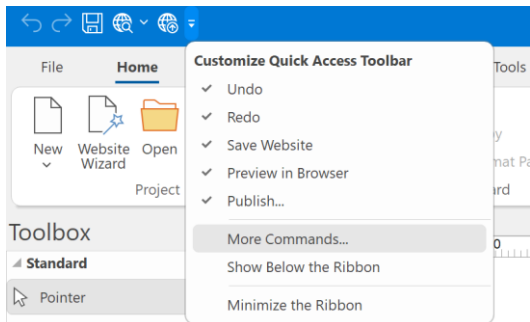 File
Home
Tools
Customize Quick Access Toolbar
Undo
Redo
Save Website
Preview in Browser
Publish...
More Commands...
Show Below the Ribbon
Minimize the Ribbon
New
Website
Wizard
Open
Project
Toolbox
Standard
Pointer
0